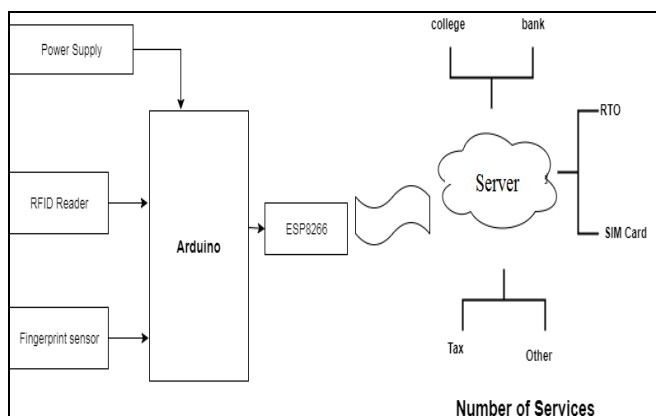 college
bank
Power Supply
RTO
RFID Reader
Server
Arduino
ESP8266
SIM Card
Fingerprint sensor
Tax
Other
Number of Services